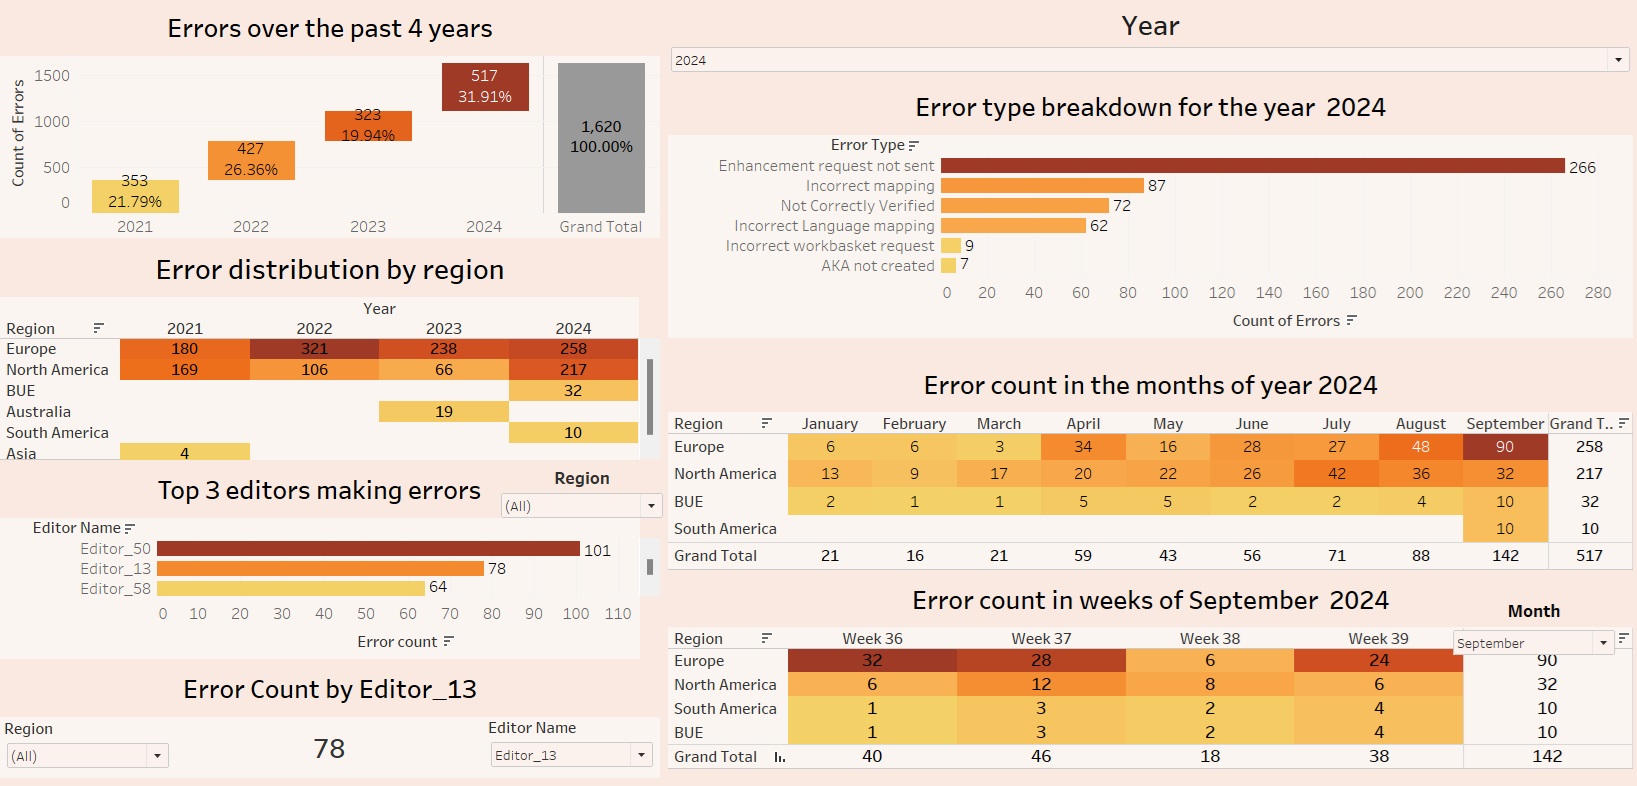 Errors over the past 4 years
Count of Errors
1500
1000
500
0
353
21.79%
427
26.36%
323
19.94%
517
31.91%
1,620
100.00%
2021 2022 2023 2024 Grand Total
Error distribution by region
Year
Region 2021 2022 2023 2024
Europe 180 321 238 258
North America 169 106 66 217
BUE 32
Australia 19
South America 10
Asia 4
Top 3 editors making errors
Region
(All)
Editor Name
Editor_50 101
Editor_13 78
Editor_58 64
0 10 20 30 40 50 60 70 80 90 100 110
Error count
Error Count by Editor_13
Region
(All)
78
Editor Name
Editor_13
Year
2024
Error type breakdown for the year 2024
Error Type
Enhancement request not sent 266
Incorrect mapping 87
Not Correctly Verified 72
Incorrect Language mapping 62
Incorrect workbasket request 9
AKA not created 7
0 20 40 60 80 100 120 140 160 180 200 220 240 260 280
Count of Errors
Error count in the months of year 2024
Region January February March April May June July August September Grand T..
Europe 6 6 3 34 16 28 27 48 90 258
North America 13 9 17 20 22 26 42 36 32 217
BUE 2 1 1 5 5 2 2 4 10 32
South America 10 10
Grand Total 21 16 21 59 43 56 71 88 142 517
Error count in weeks of September 2024
Month
September
Region Week 36 Week 37 Week 38 Week 39
Europe 32 28 6 24 90
North America 6 12 8 6 32
South America 1 3 2 4 10
BUE 1 3 2 4 10
Grand Total 40 46 18 38 142